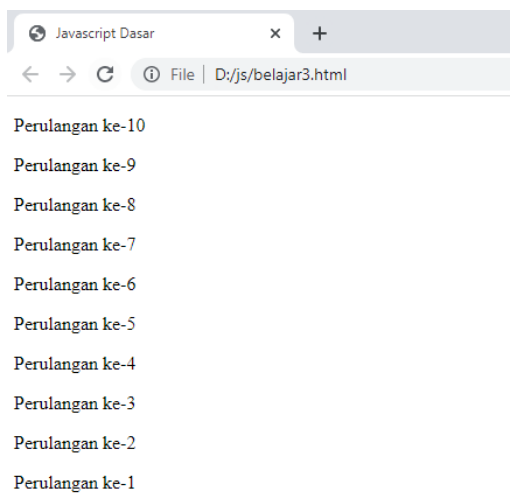 Javascript Dasar
File | D:/js/belajar3.html
Perulangan ke-10
Perulangan ke-9
Perulangan ke-8
Perulangan ke-7
Perulangan ke-6
Perulangan ke-5
Perulangan ke-4
Perulangan ke-3
Perulangan ke-2
Perulangan ke-1